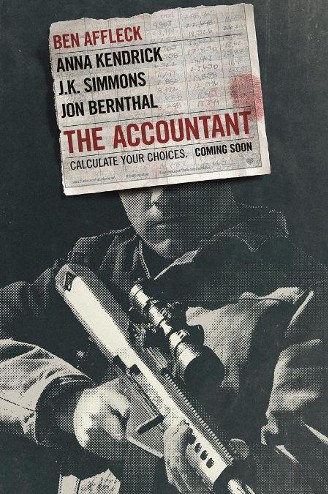 BEN AFFLECK
ANNA KENDRICK
J.K. SIMMONS
JON BERNTHAL
THE ACCOUNTANT
CALCULATE YOUR CHOICES. COMING SOON